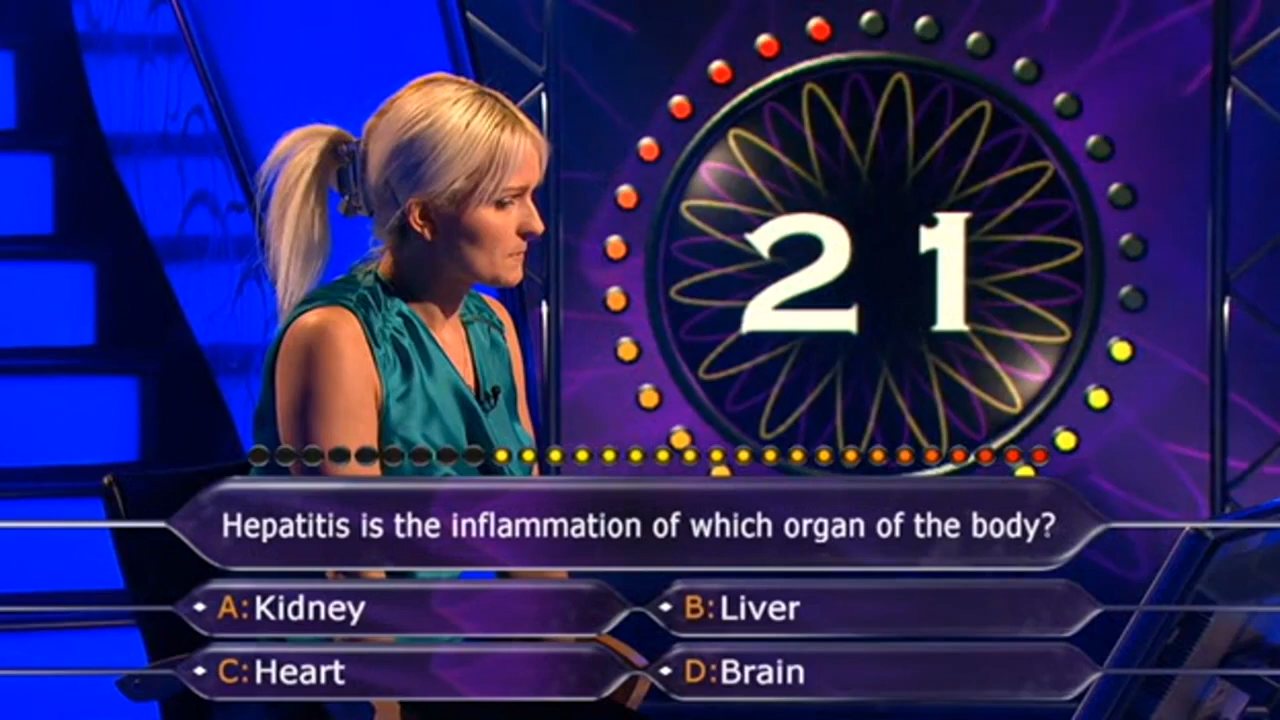 21
Hepatitis is the inflammation of which organ of the body?
A: Kidney
B: Liver
C: Heart
D: Brain